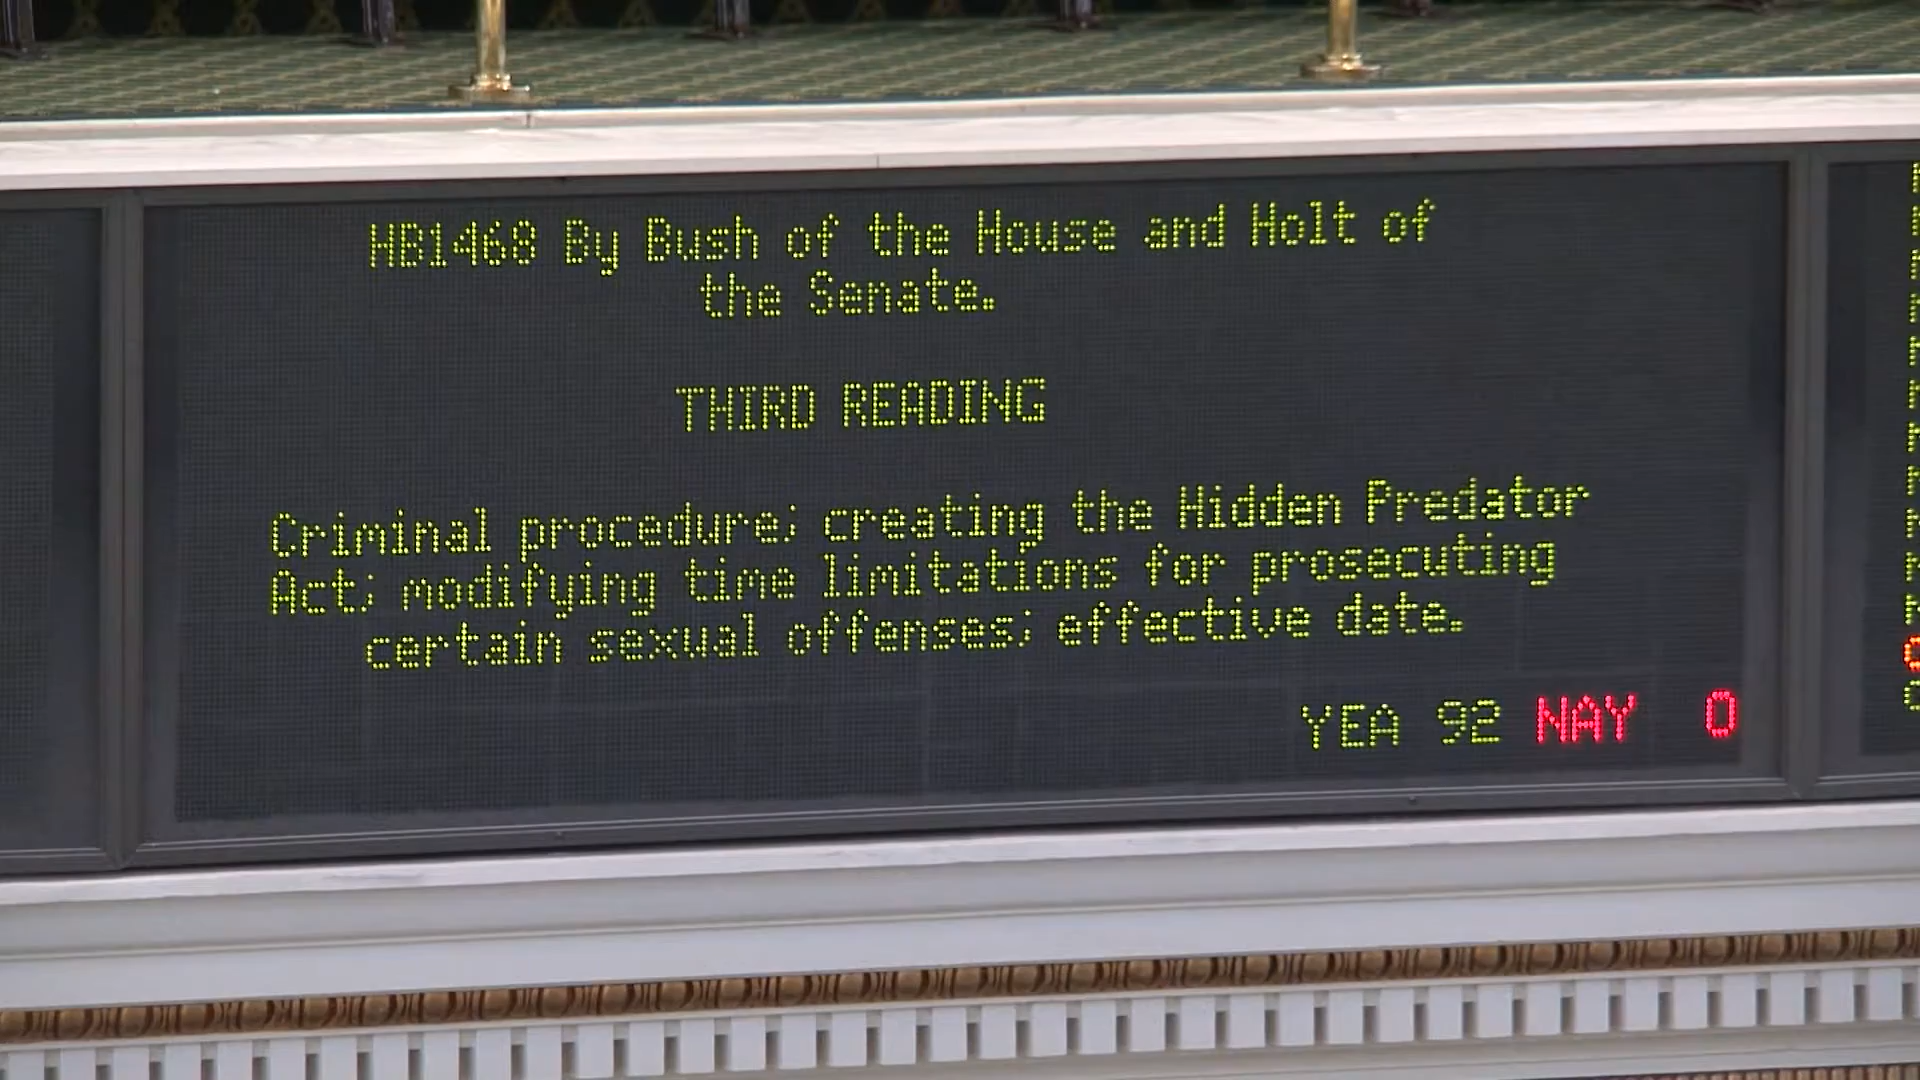 HB1468 By Bush of the House and Holt of
the Senate.
THIRD READING
Criminal procedure; creating the Hidden Predator
Act; modifying time limitations for prosecuting
certain sexual offenses; effective date.
YEA 92 NAY 0